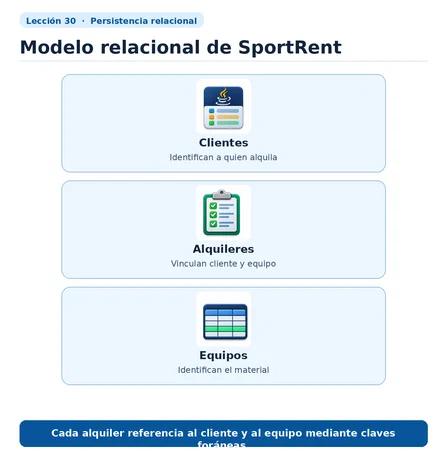 Lección 30 · Persistencia relacional
Modelo relacional de SportRent
Clientes
Identifican a quien alquila
Alquileres
Vinculan cliente y equipo
Equipos
Identifican el material
Cada alquiler referencia al cliente y al equipo mediante claves
foráneas